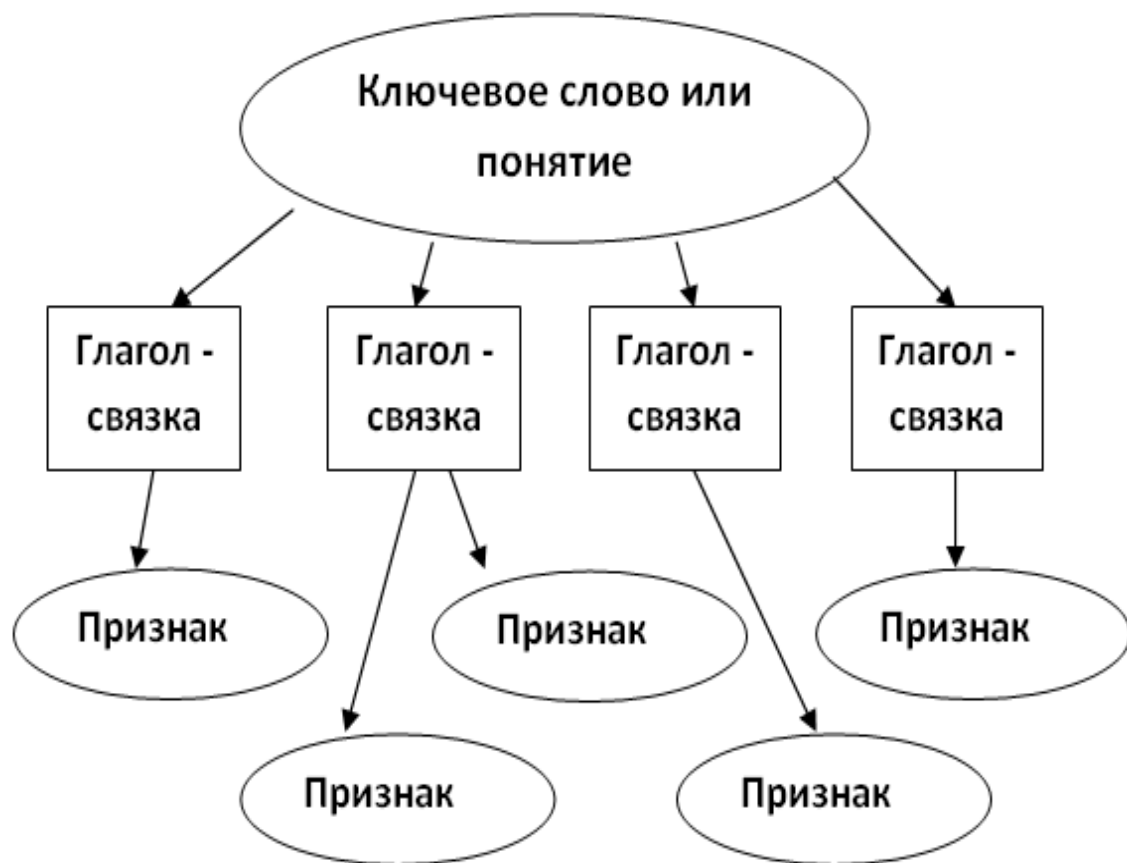 Ключевое слово или
понятие
Глагол -
связка
Глагол -
связка
Глагол -
связка
Глагол -
связка
Признак
Признак
Признак
Признак
Признак